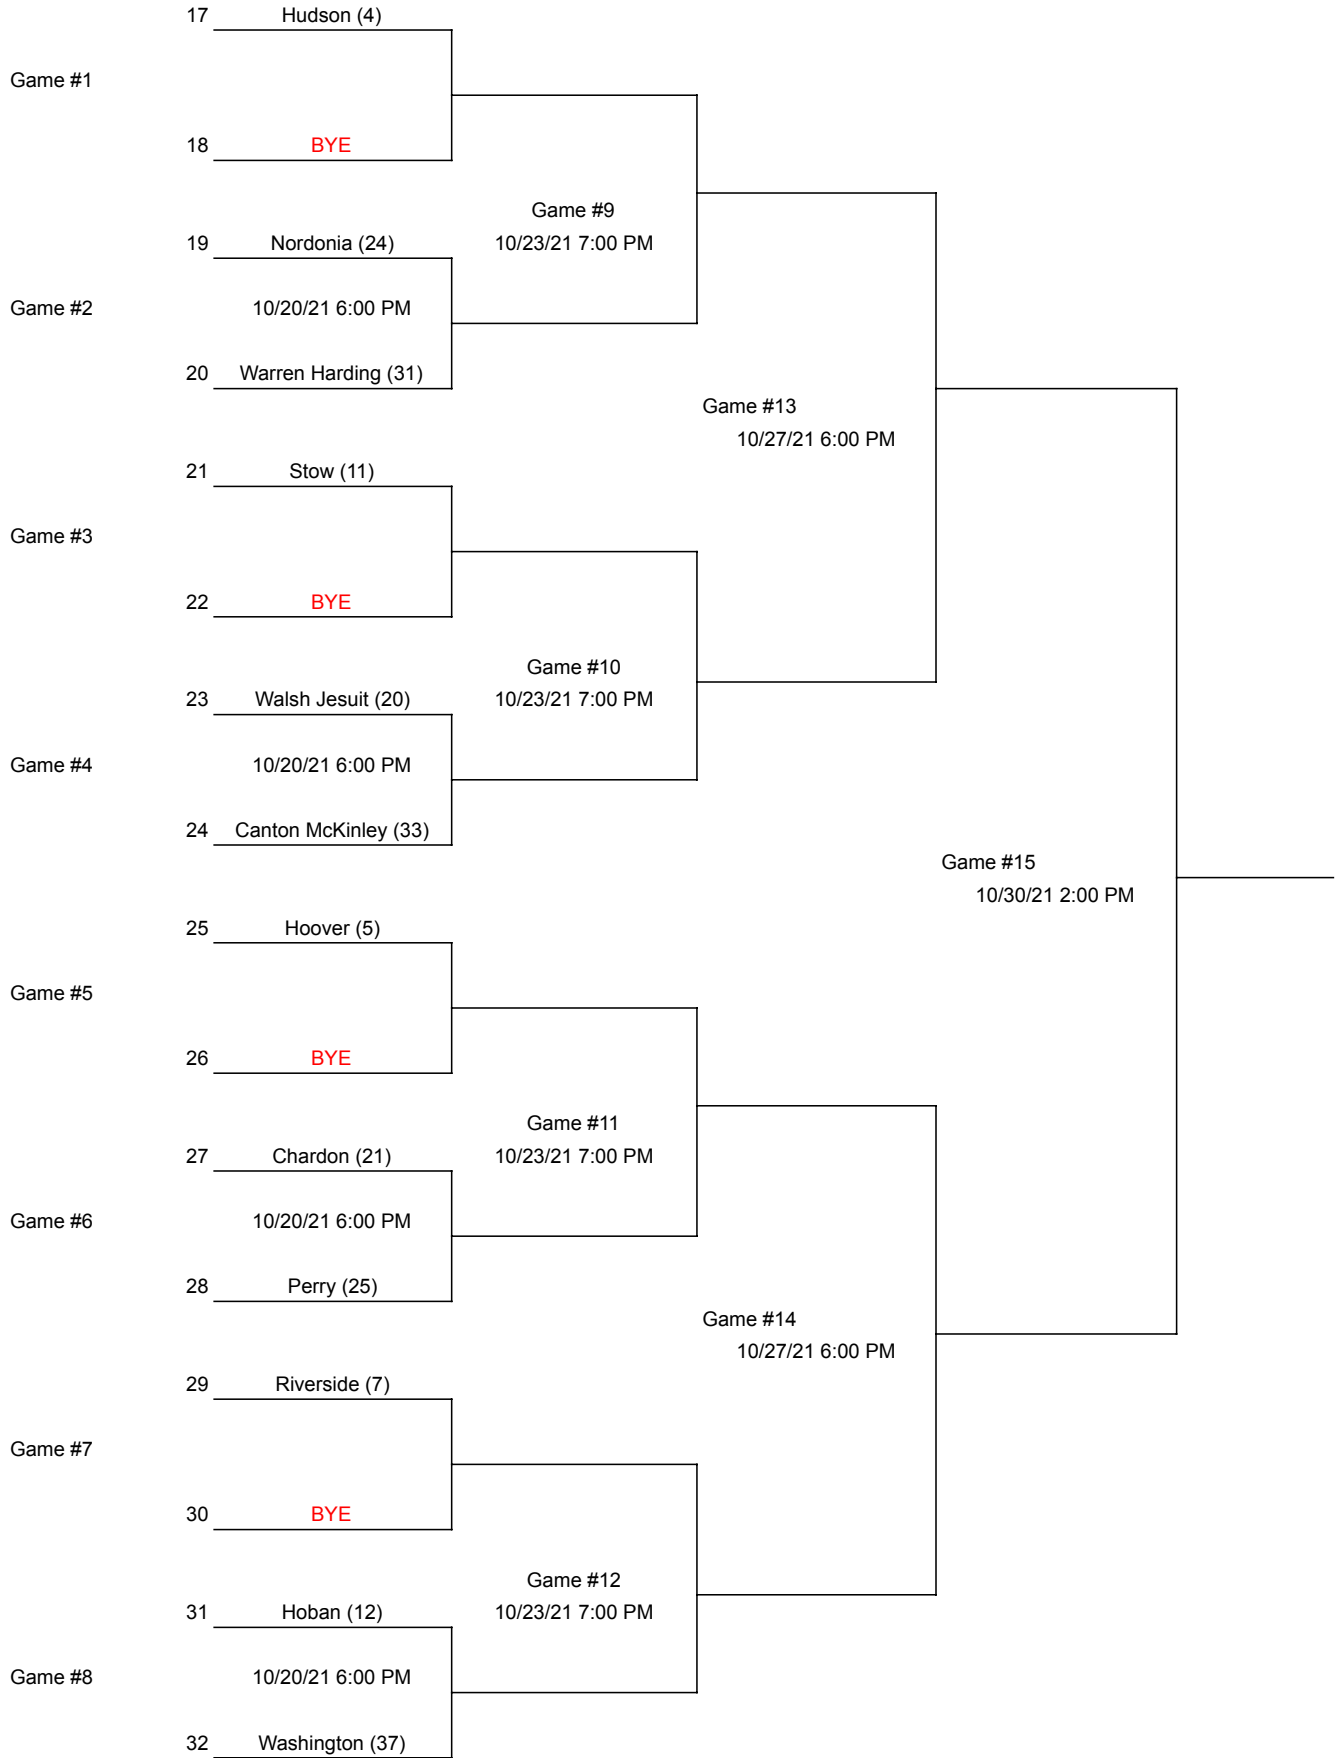 17 Hudson (4)
Game #1
18 BYE
Game #9
19 Nordonia (24) 10/23/21 7:00 PM
Game #2 10/20/21 6:00 PM
20 Warren Harding (31)
Game #13
10/27/21 6:00 PM
21 Stow (11)
Game #3
22 BYE
Game #10
23 Walsh Jesuit (20) 10/23/21 7:00 PM
Game #4 10/20/21 6:00 PM
24 Canton McKinley (33)
Game #15
10/30/21 2:00 PM
25 Hoover (5)
Game #5
26 BYE
Game #11
27 Chardon (21) 10/23/21 7:00 PM
Game #6 10/20/21 6:00 PM
28 Perry (25)
Game #14
10/27/21 6:00 PM
29 Riverside (7)
Game #7
30 BYE
Game #12
31 Hoban (12) 10/23/21 7:00 PM
Game #8 10/20/21 6:00 PM
32 Washington (37)